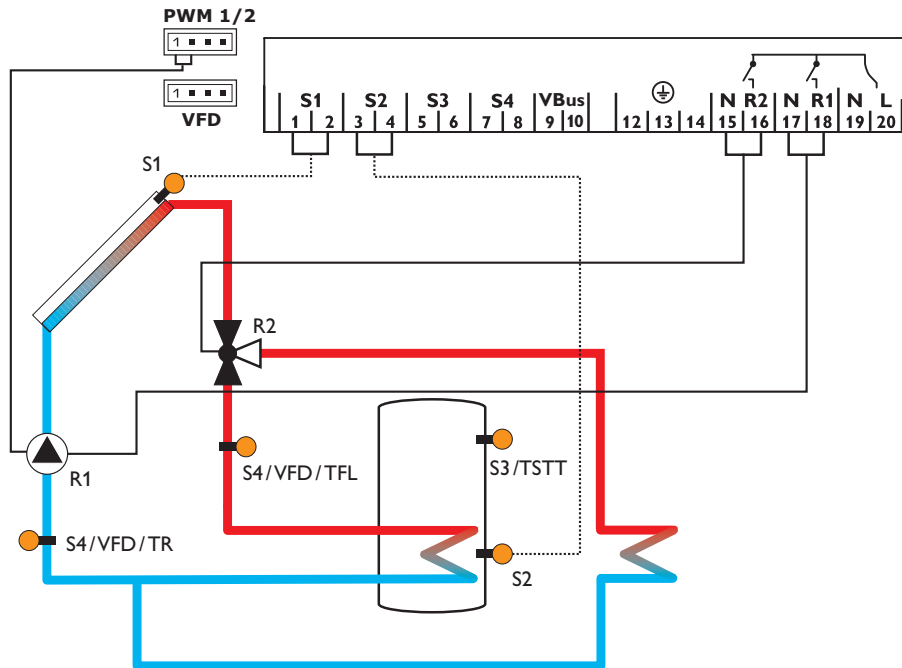 PWM 1/2
1
1
VFD
S1 S2 S3 S4 VBus N R2 N R1 N L
1 2 3 4 5 6 7 8 9 10 12 13 14 15 16 17 18 19 20
S1
R2
S4/VFD/TFL
S3/TSTT
R1
S4/VFD/TR
S2